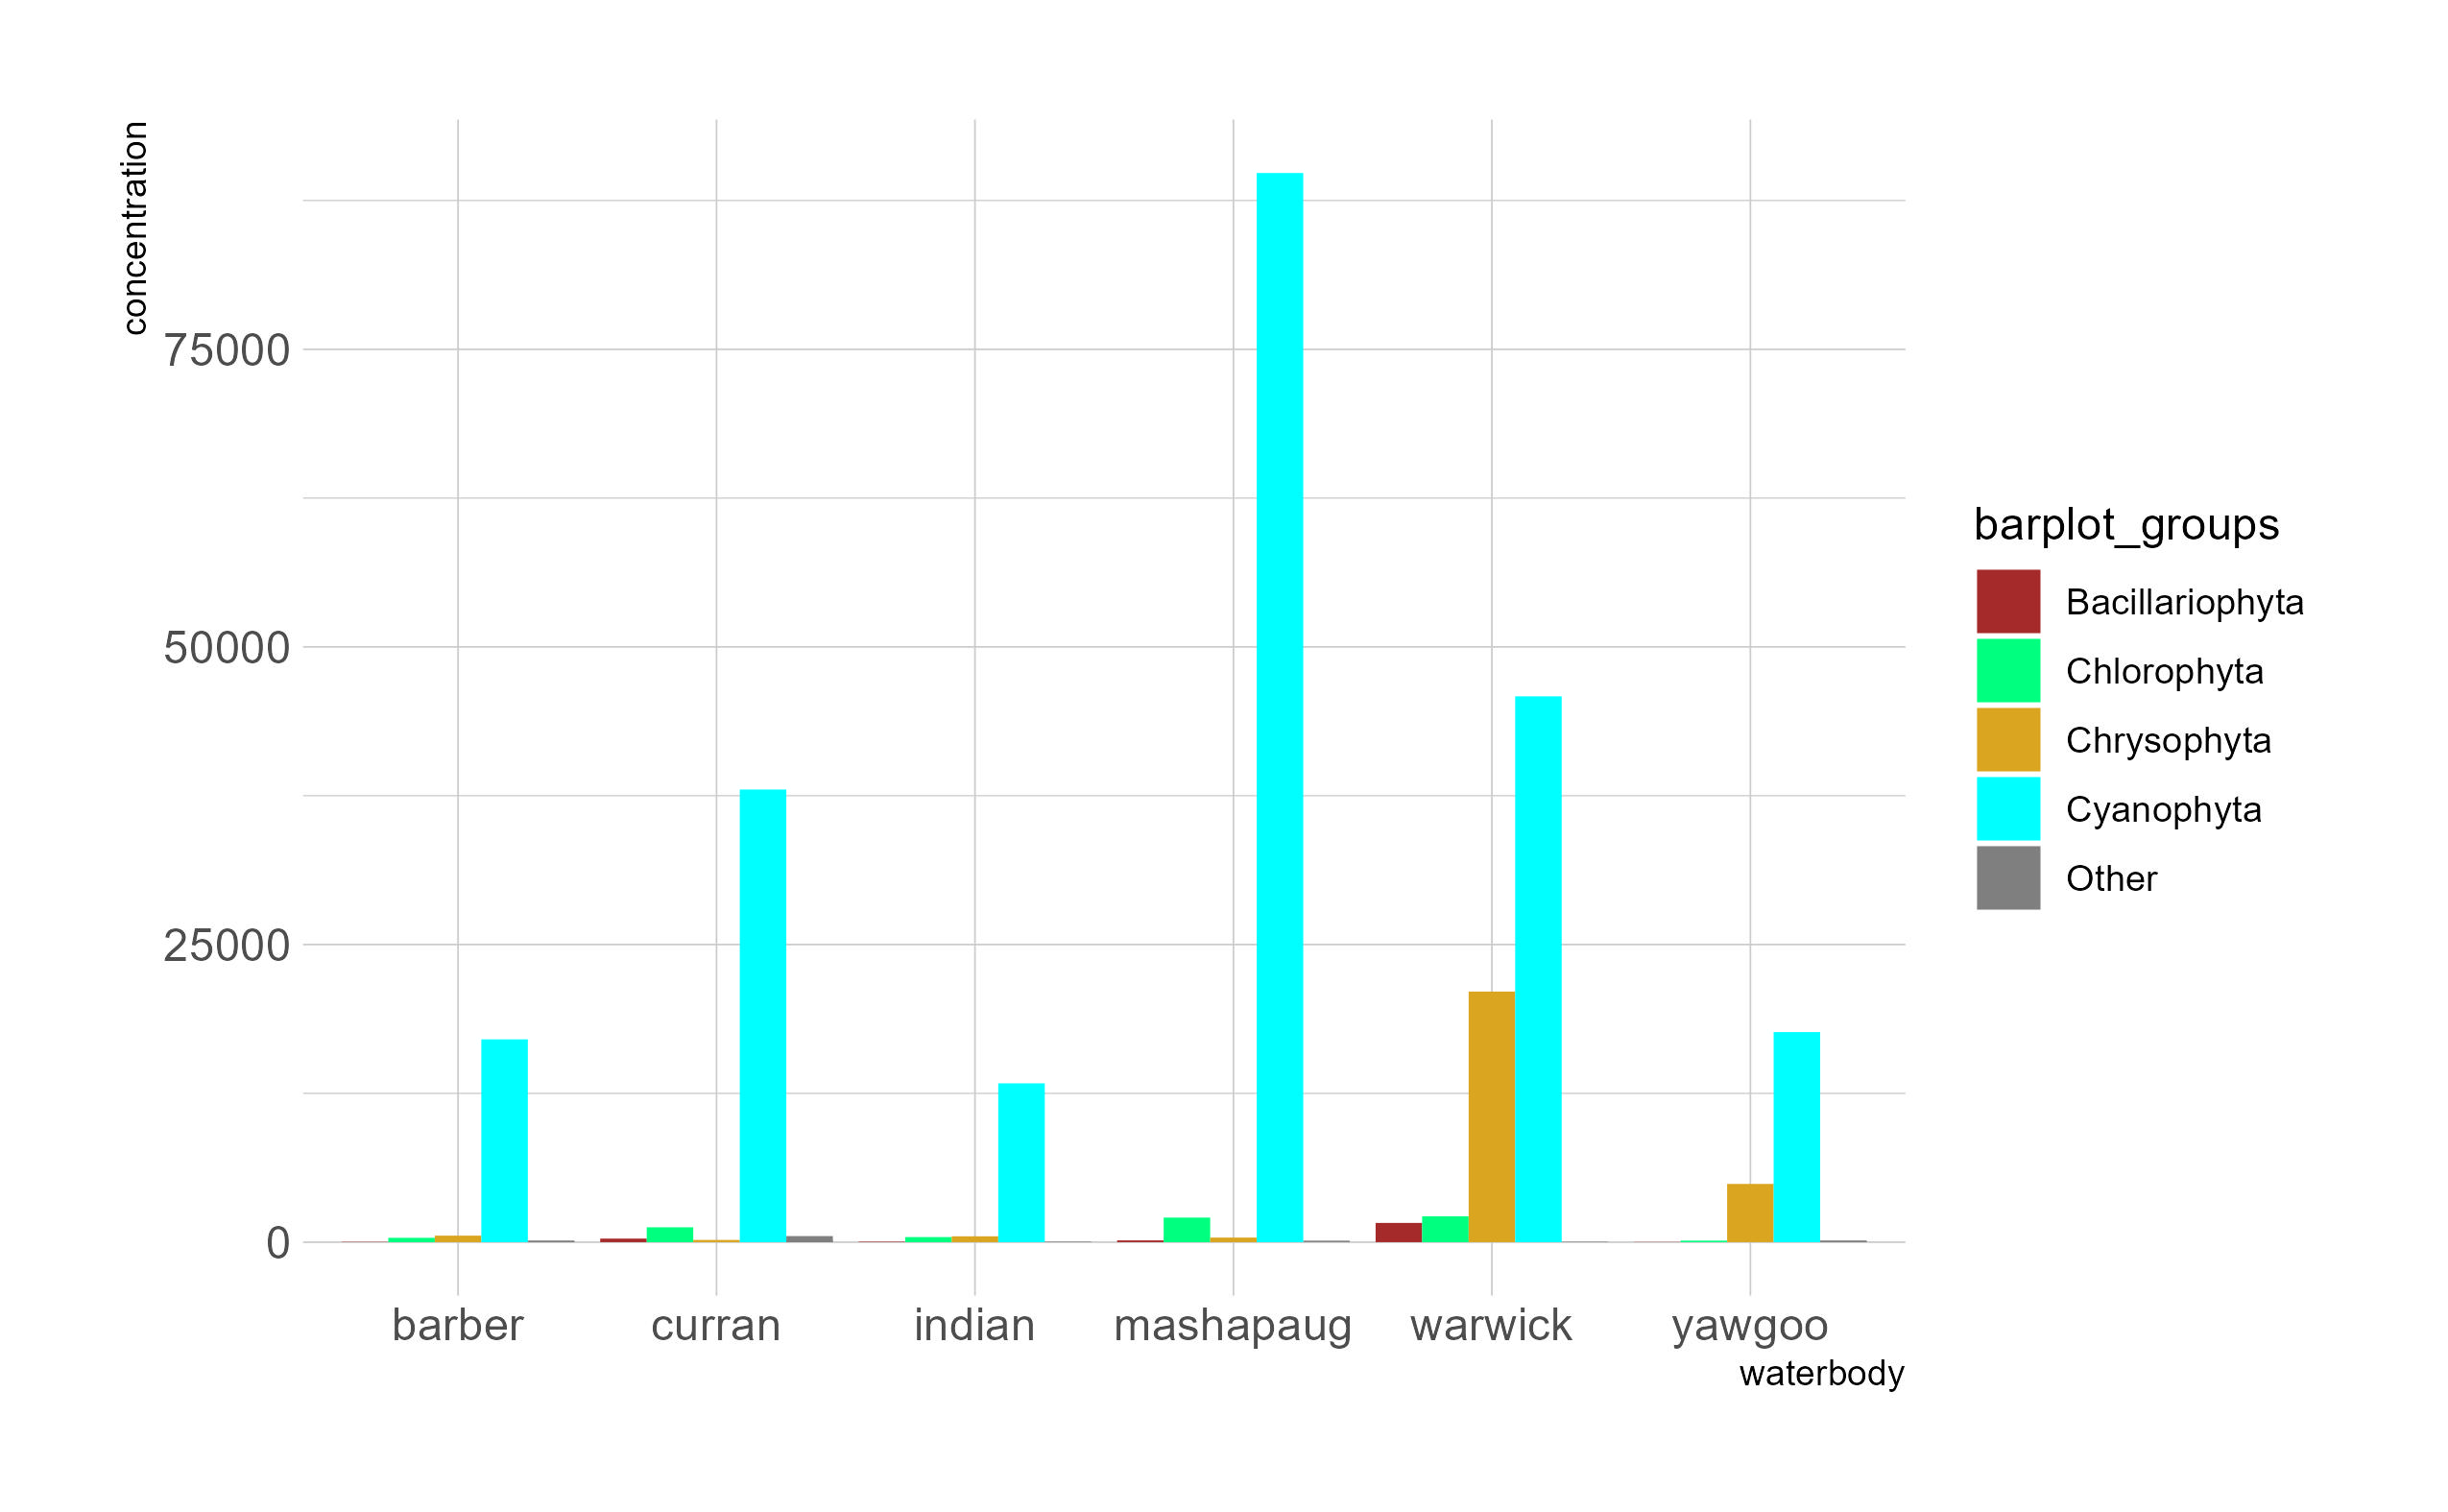 concentration
75000
50000
25000
0
barber
curran
indian
mashapaug
warwick
yawgoo
waterbody
barplot_groups
Bacillariophyta
Chlorophyta
Chrysophyta
Cyanophyta
Other